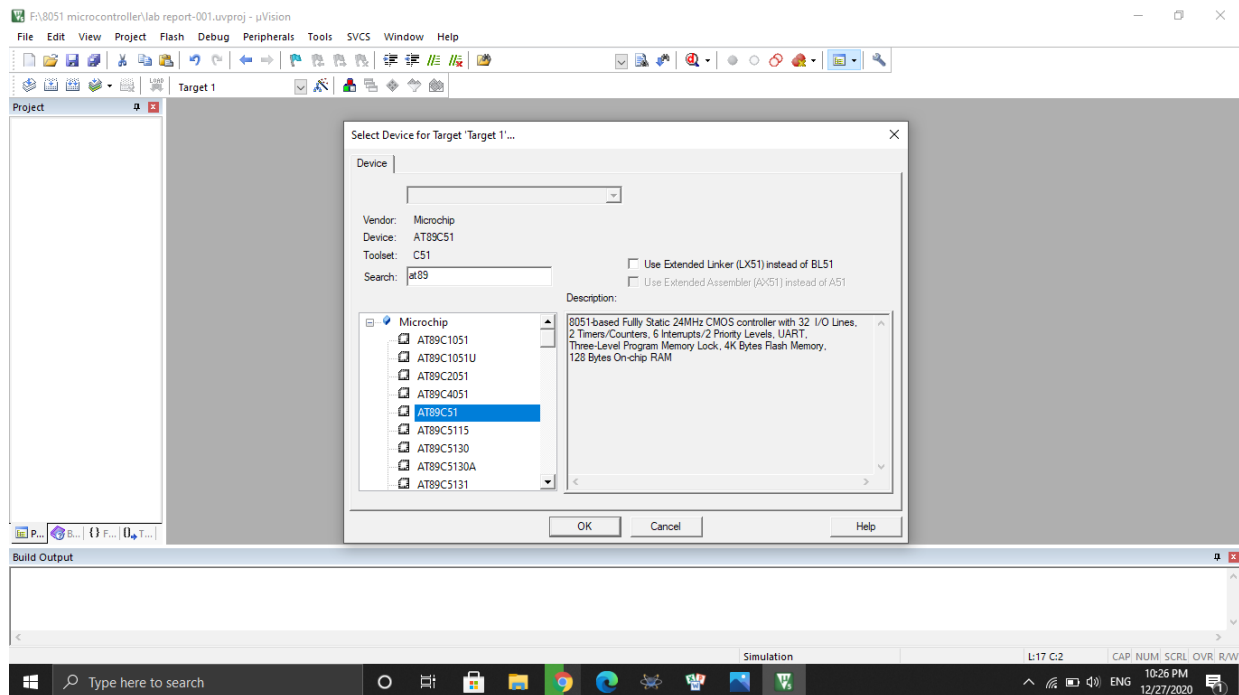 F:\8051 microcontroller\lab report-001.uvproj - µVision
File Edit View Project Flash Debug Peripherals Tools SVCS Window Help
LOAD Target 1
Project
Select Device for Target 'Target 1'...
Device
Vendor: Microchip
Device: AT89C51
Toolset: C51
Search: at89
Use Extended Linker (LX51) instead of BL51
Use Extended Assembler (AX51) instead of A51
Description:
Microchip
AT89C1051
AT89C1051U
AT89C2051
AT89C4051
AT89C51
AT89C5115
AT89C5130
AT89C5130A
AT89C5131
8051-based Fullly Static 24MHz CMOS controller with 32 I/O Lines,
2 Timers/Counters, 6 Interrupts/2 Priority Levels, UART,
Three-Level Program Memory Lock, 4K Bytes Flash Memory,
128 Bytes On-chip RAM
OK Cancel Help
P... B... {} F... 0 T...
Build Output
Simulation L:17 C:2 CAP NUM SCRL OVR R/W
Type here to search
ENG
10:26 PM
12/27/2020
1